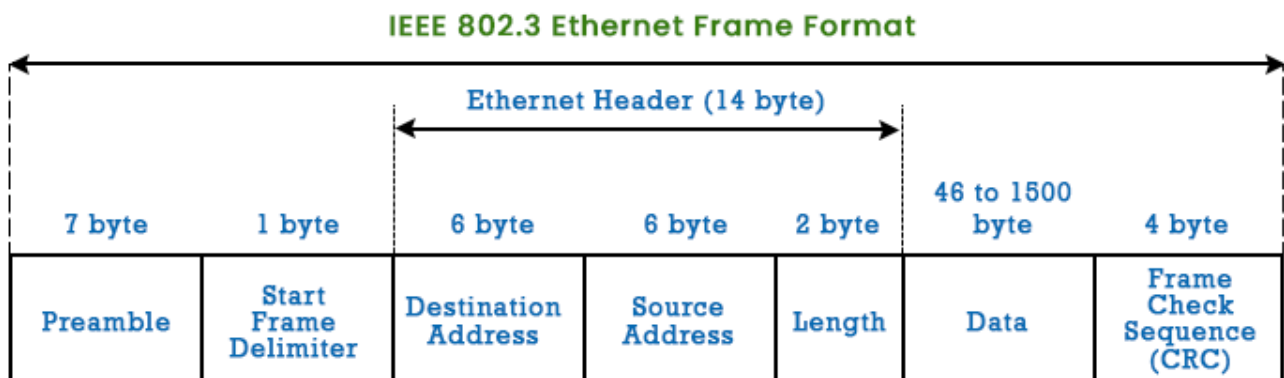 IEEE 802.3 Ethernet Frame Format
Ethernet Header (14 byte)
7 byte
1 byte
6 byte
6 byte
2 byte
46 to 1500
byte
4 byte
Preamble
Start
Frame
Delimiter
Destination
Address
Source
Address
Length
Data
Frame
Check
Sequence
(CRC)